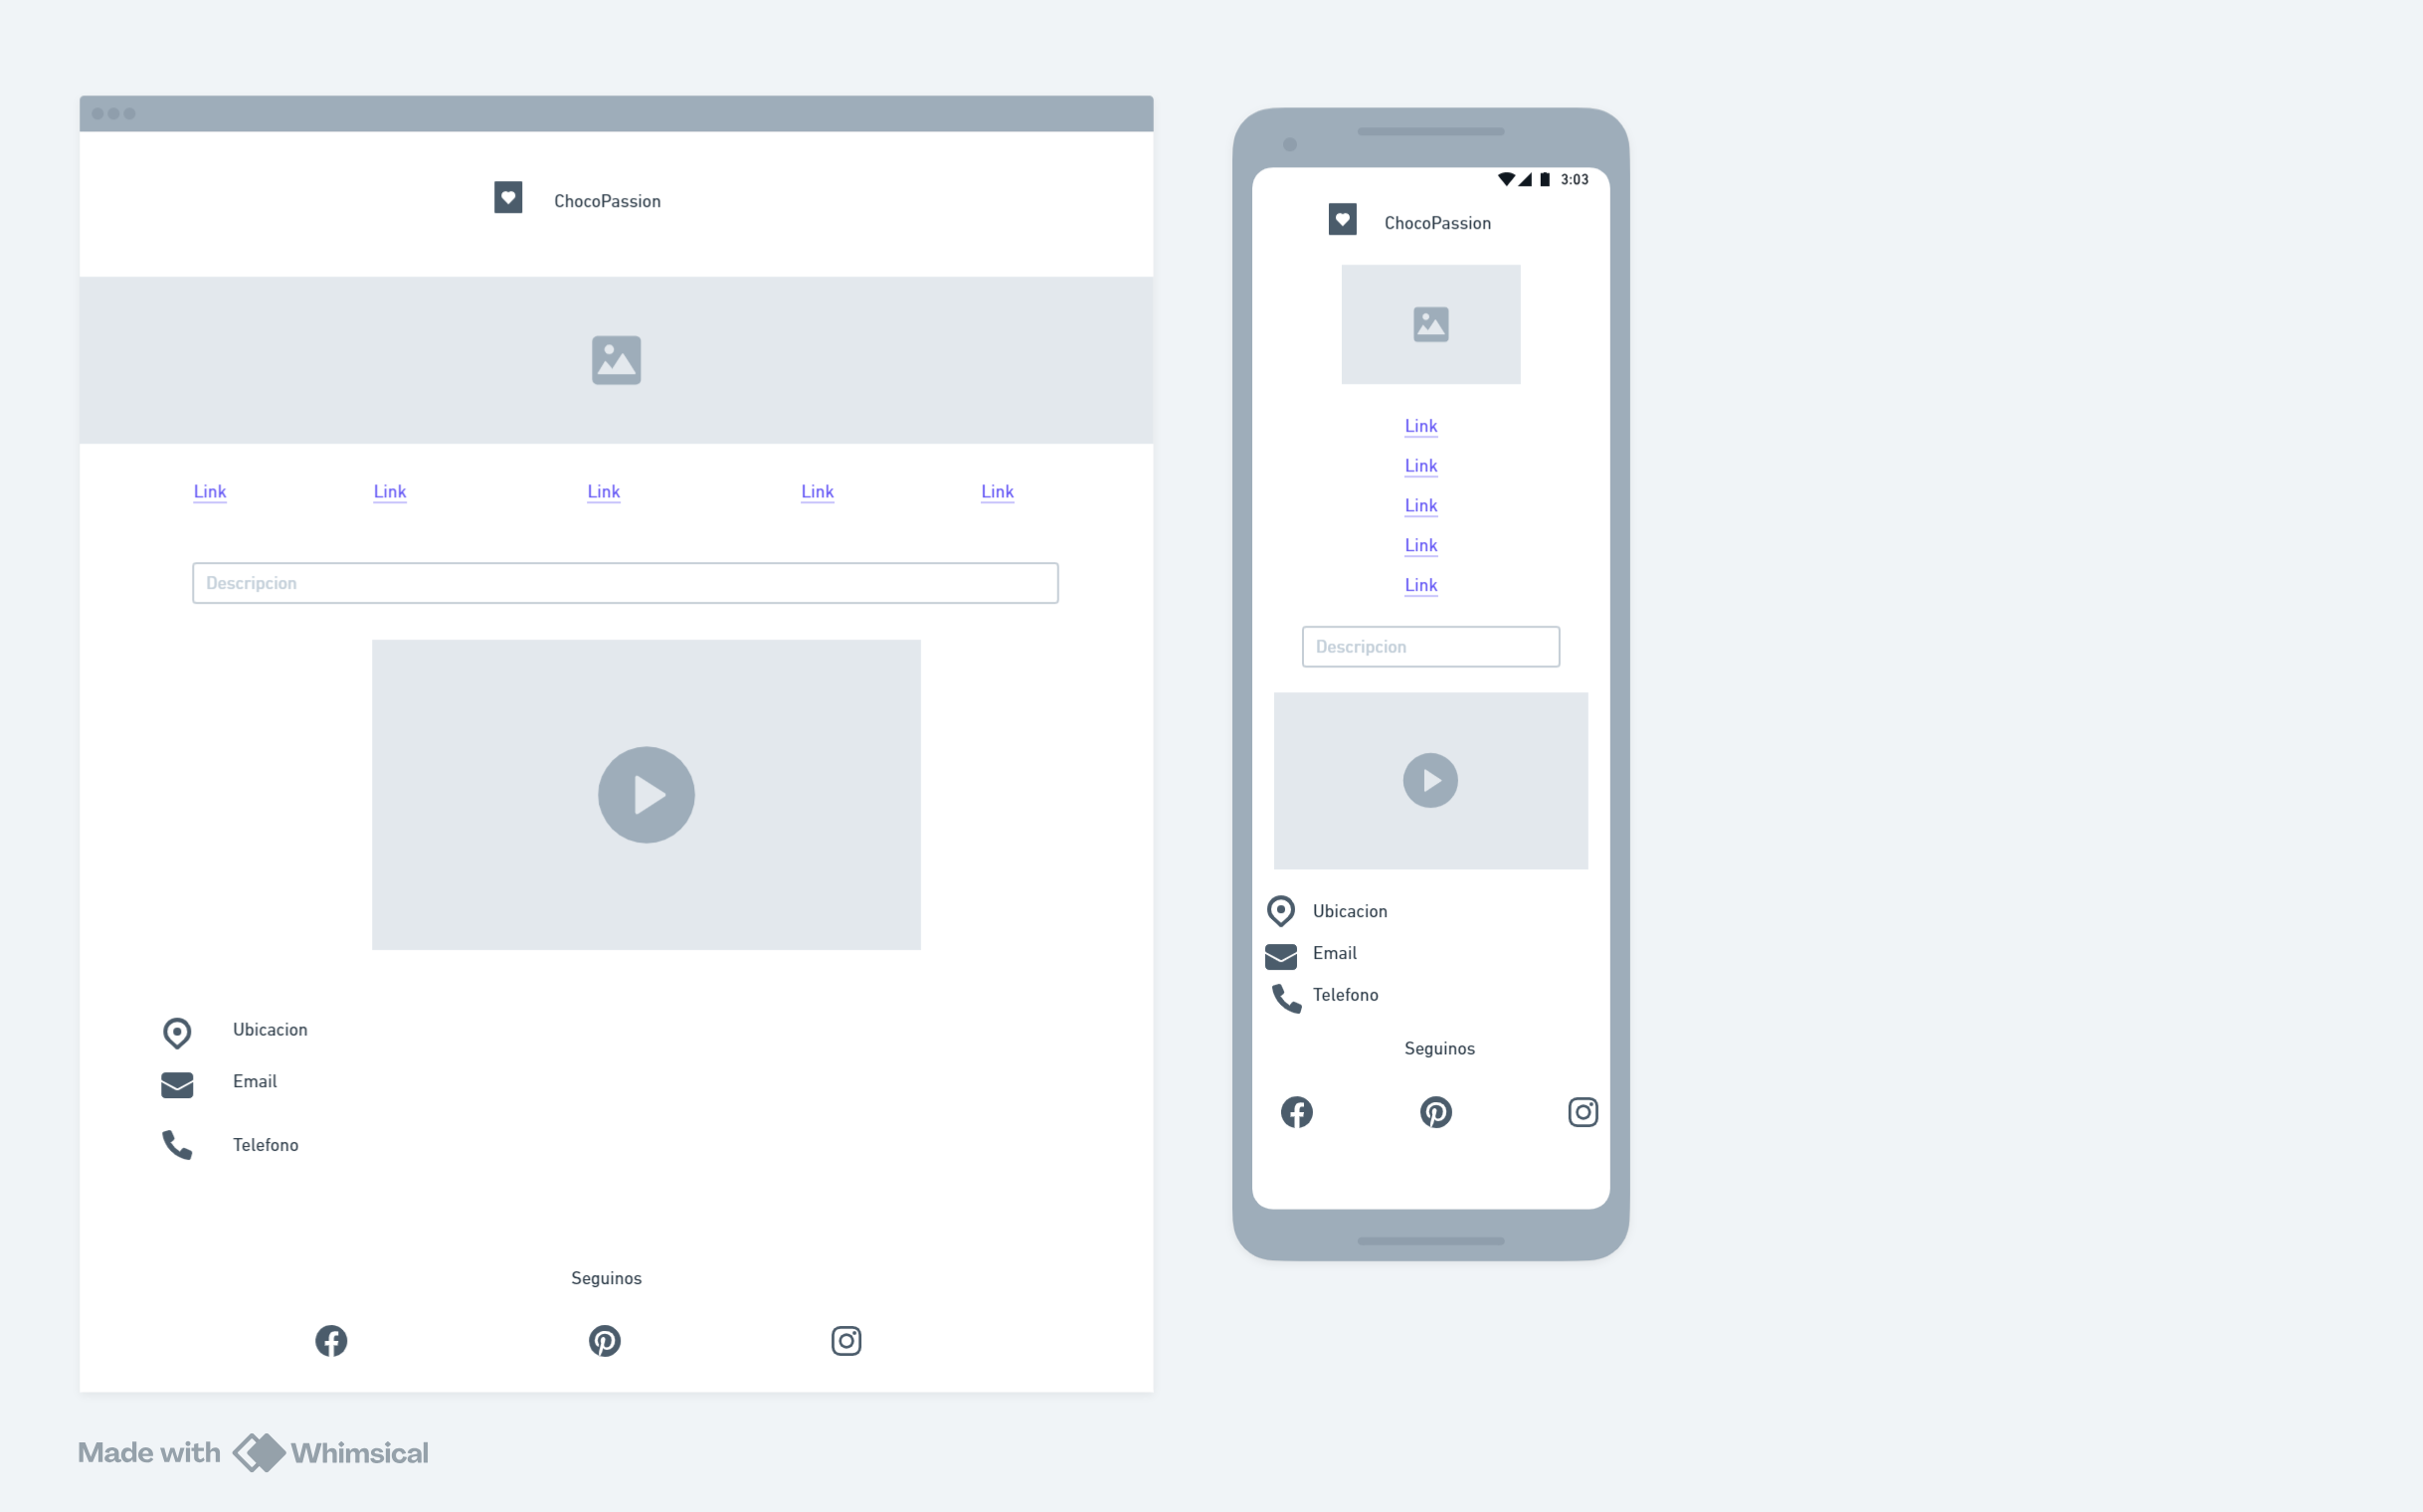 ChocoPassion
Link Link Link Link Link
Descripcion
Ubicacion
Email
Telefono
Seguinos
3:03
ChocoPassion
Link
Link
Link
Link
Link
Descripcion
Ubicacion
Email
Telefono
Seguinos
Made with Whimsical